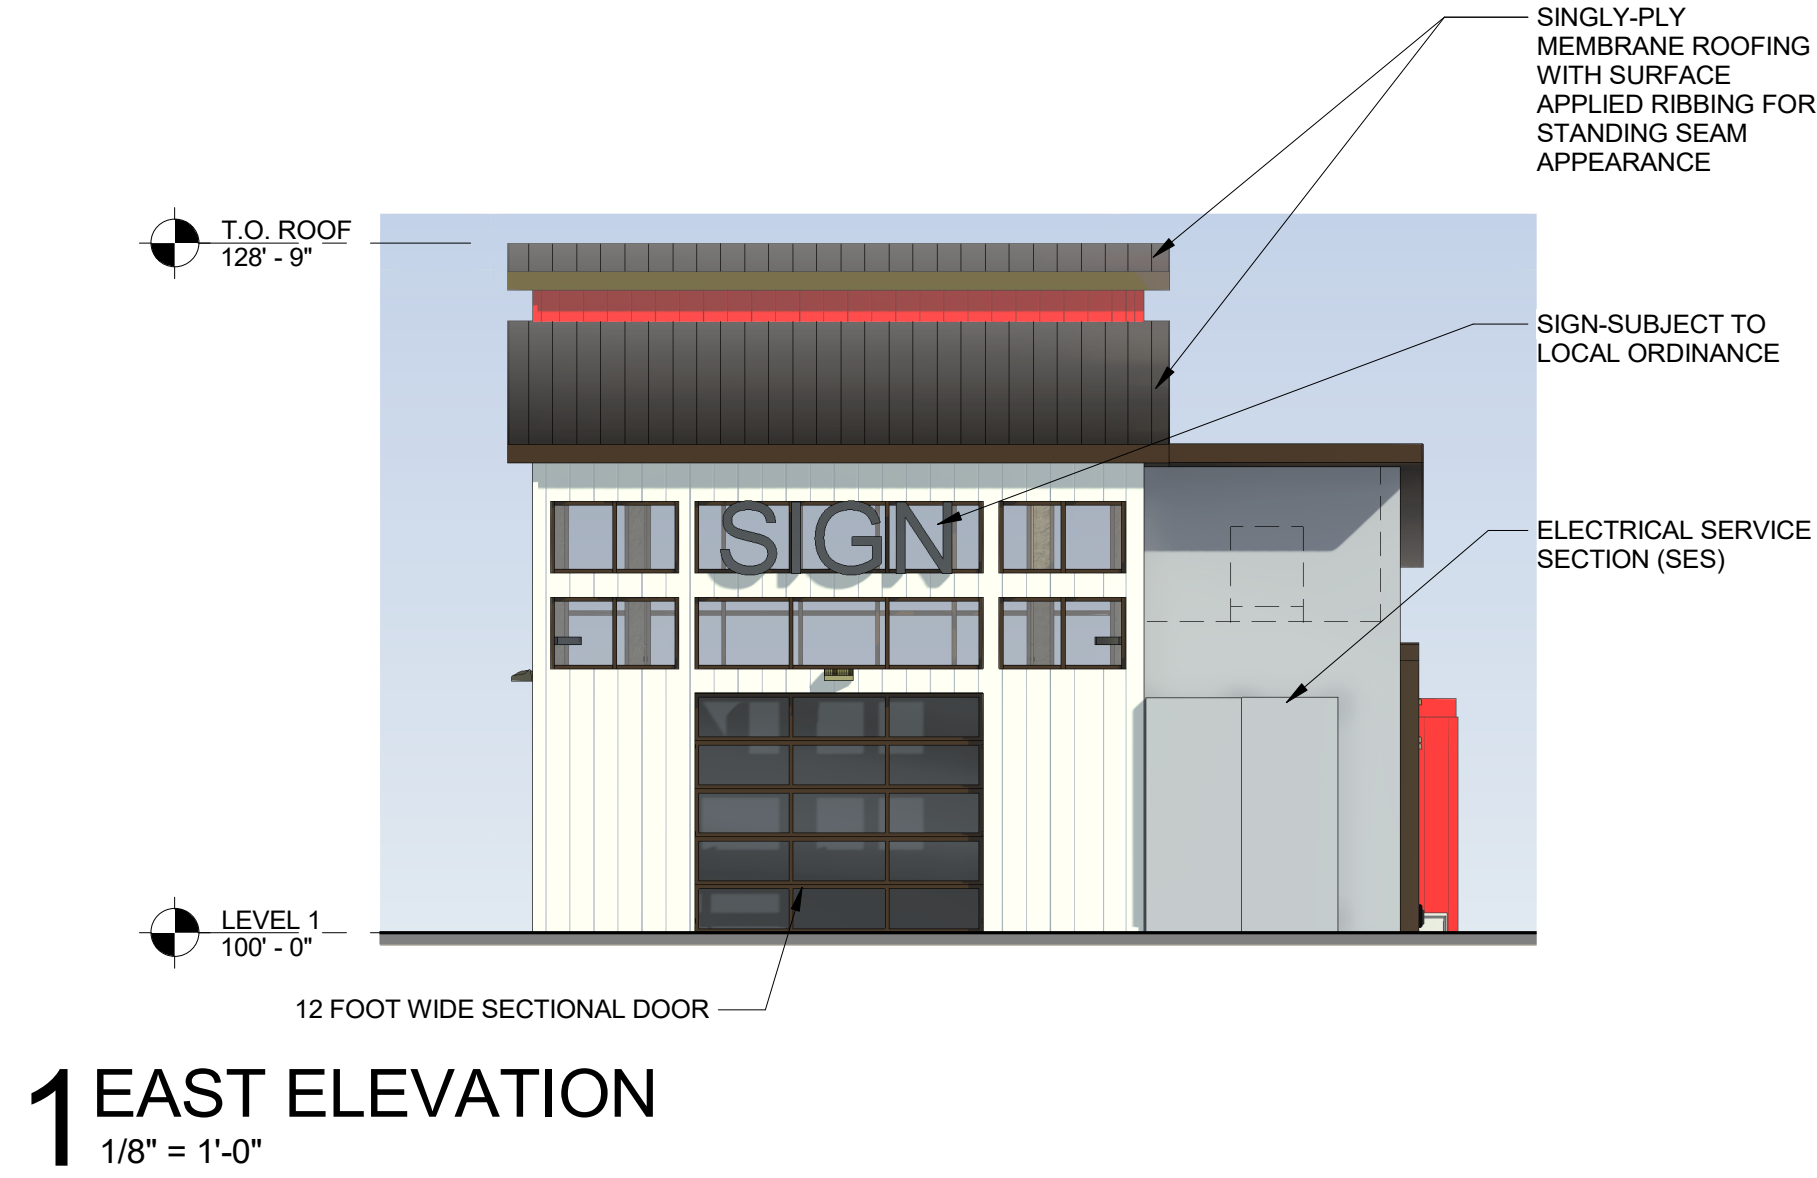 SINGLY-PLY
MEMBRANE ROOFING
WITH SURFACE
APPLIED RIBBING FOR
STANDING SEAM
APPEARANCE
T.O. ROOF
128' - 9"
SIGN-SUBJECT TO
LOCAL ORDINANCE
SIGN
ELECTRICAL SERVICE
SECTION (SES)
LEVEL 1
100' - 0"
12 FOOT WIDE SECTIONAL DOOR
1 EAST ELEVATION
1/8" = 1'-0"